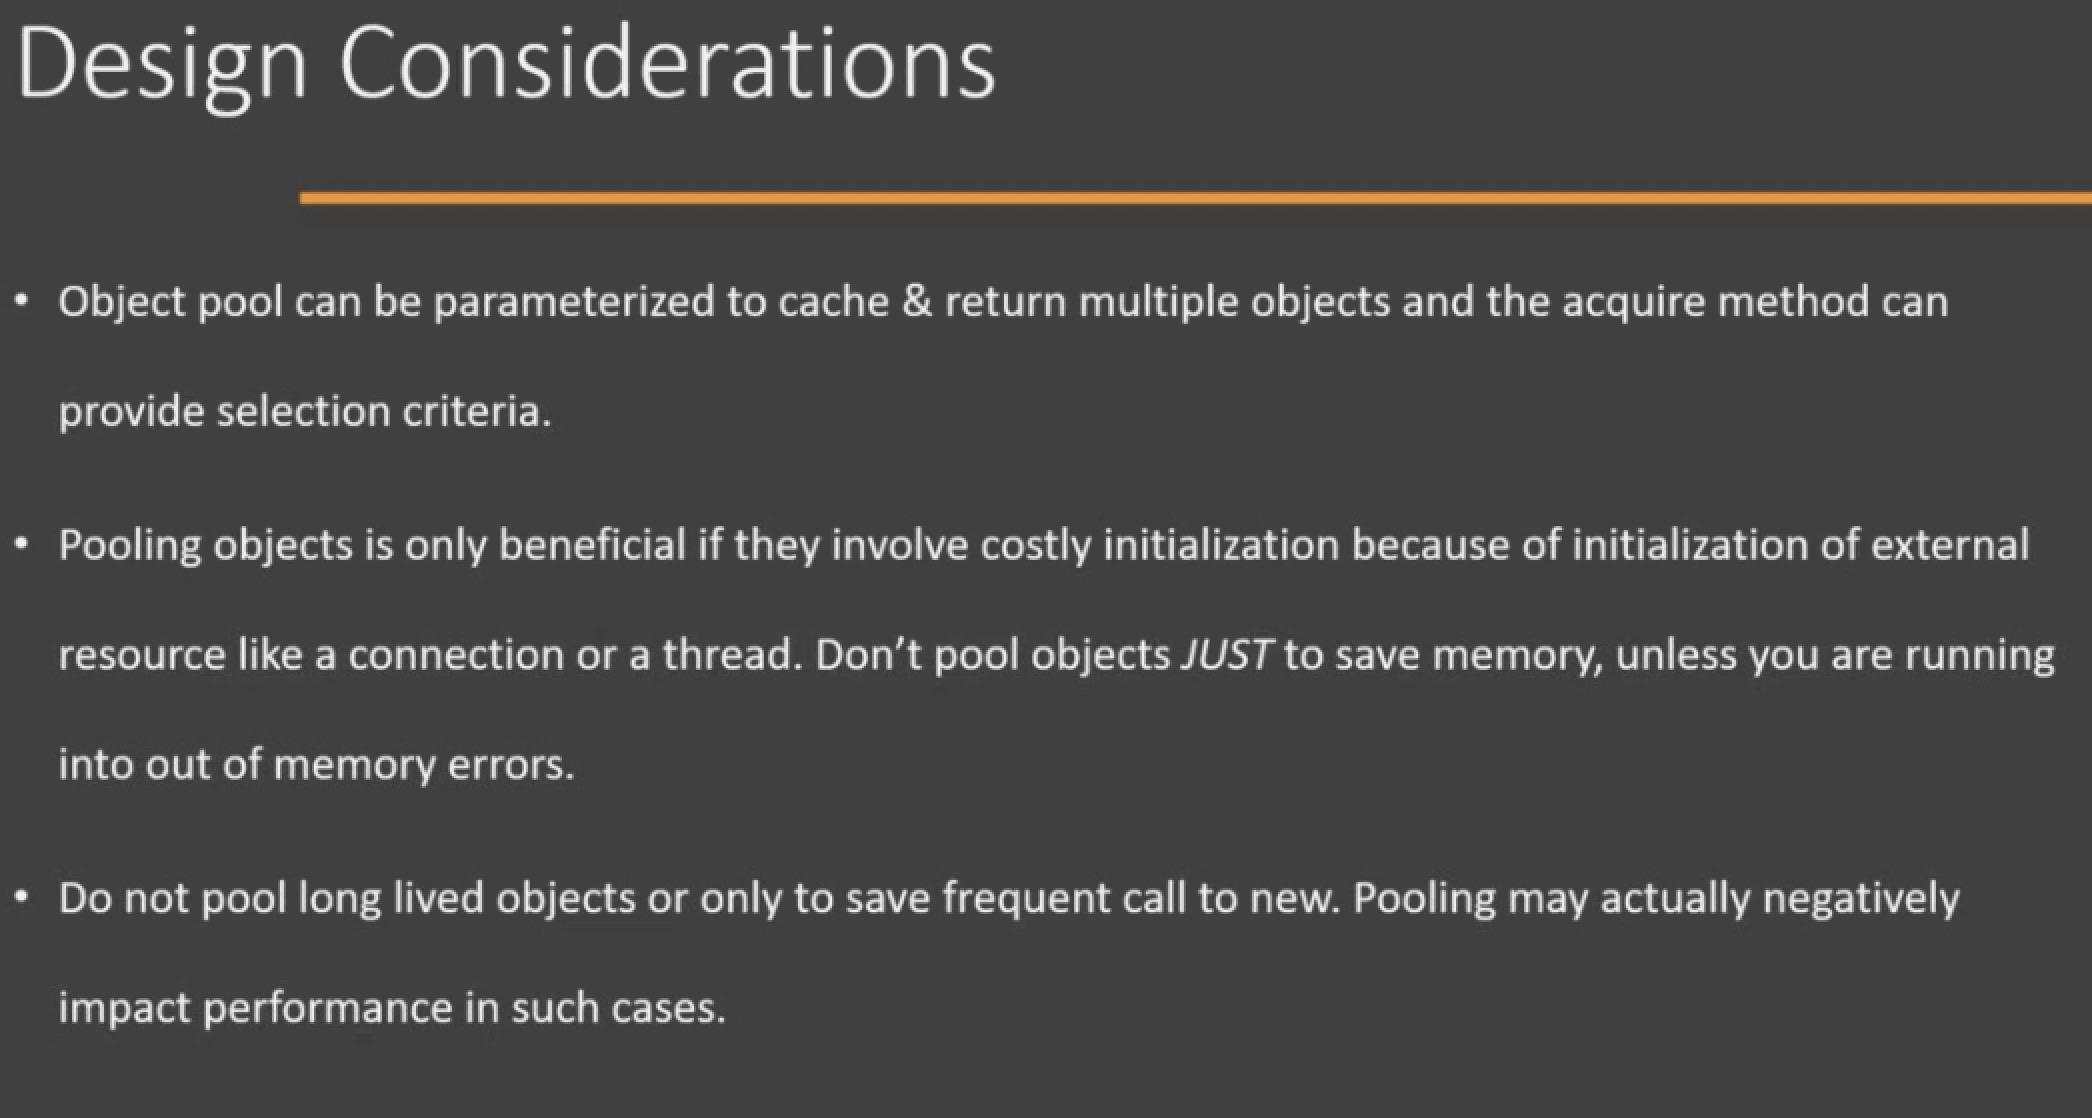 Design Considerations
• Object pool can be parameterized to cache & return multiple objects and the acquire method can
provide selection criteria.
• Pooling objects is only beneficial if they involve costly initialization because of initialization of external
resource like a connection or a thread. Don’t pool objects JUST to save memory, unless you are running
into out of memory errors.
• Do not pool long lived objects or only to save frequent call to new. Pooling may actually negatively
impact performance in such cases.